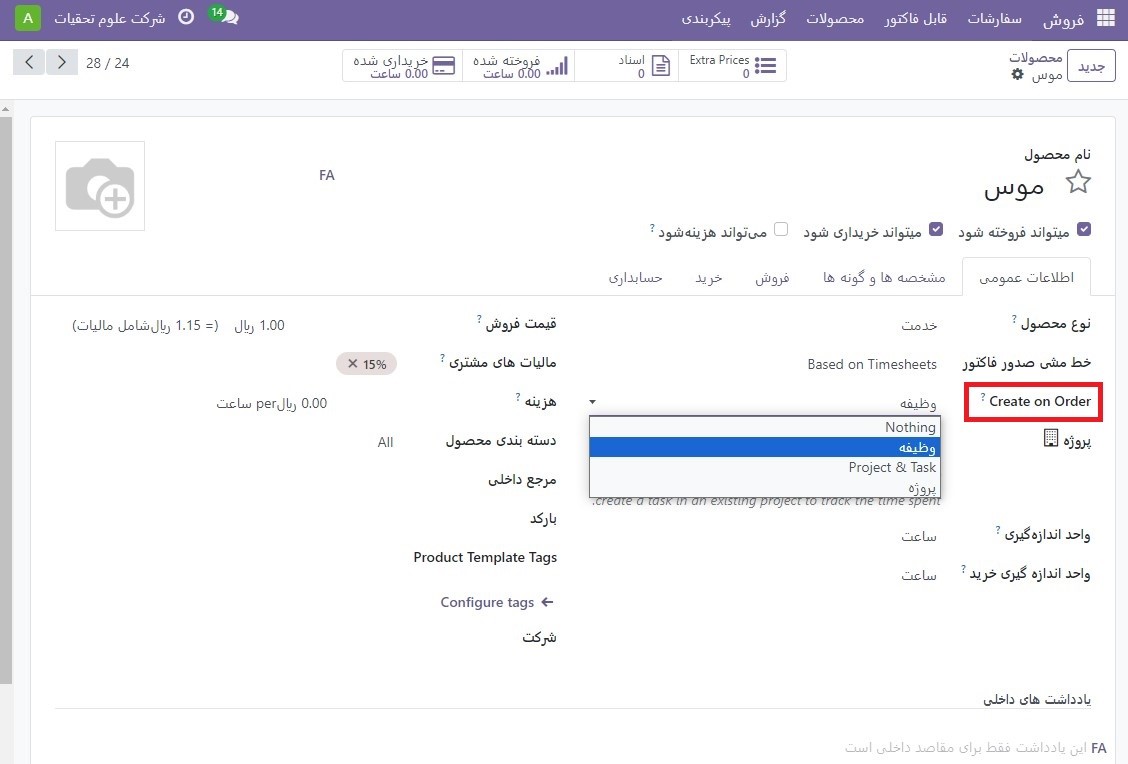 فروش سفارشات قابل فاکتور محصولات گزارش پیکربندی 14 شرکت علوم تحقیات A
جدید محصولات موس
Extra Prices 0
اسناد 0
فروخته شده 0.00 ساعت
خریداری شده 0.00 ساعت
28 / 24
نام محصول
موس
FA
میتواند فروخته شود میتواند خریداری شود می‌تواند هزینه‌شود ?
اطلاعات عمومی مشخصه ها و گونه ها فروش خرید حسابداری
نوع محصول ? خدمت
خط مشی صدور فاکتور Based on Timesheets
Create on Order ? وظیفه
Nothing
وظیفه
Project & Task
پروژه
پروژه
create a task in an existing project to track the time spent.
واحد اندازه‌گیری ? ساعت
واحد اندازه گیری خرید ? ساعت
قیمت فروش ? 1.00 ریال (= 1.15 ریال‌شامل مالیات)
مالیات های مشتری ? 15% ×
هزینه ? 0.00 ریال‌per ساعت
دسته بندی محصول All
مرجع داخلی
بارکد
Product Template Tags
Configure tags
شرکت
یادداشت های داخلی
FA این یادداشت فقط برای مقاصد داخلی است